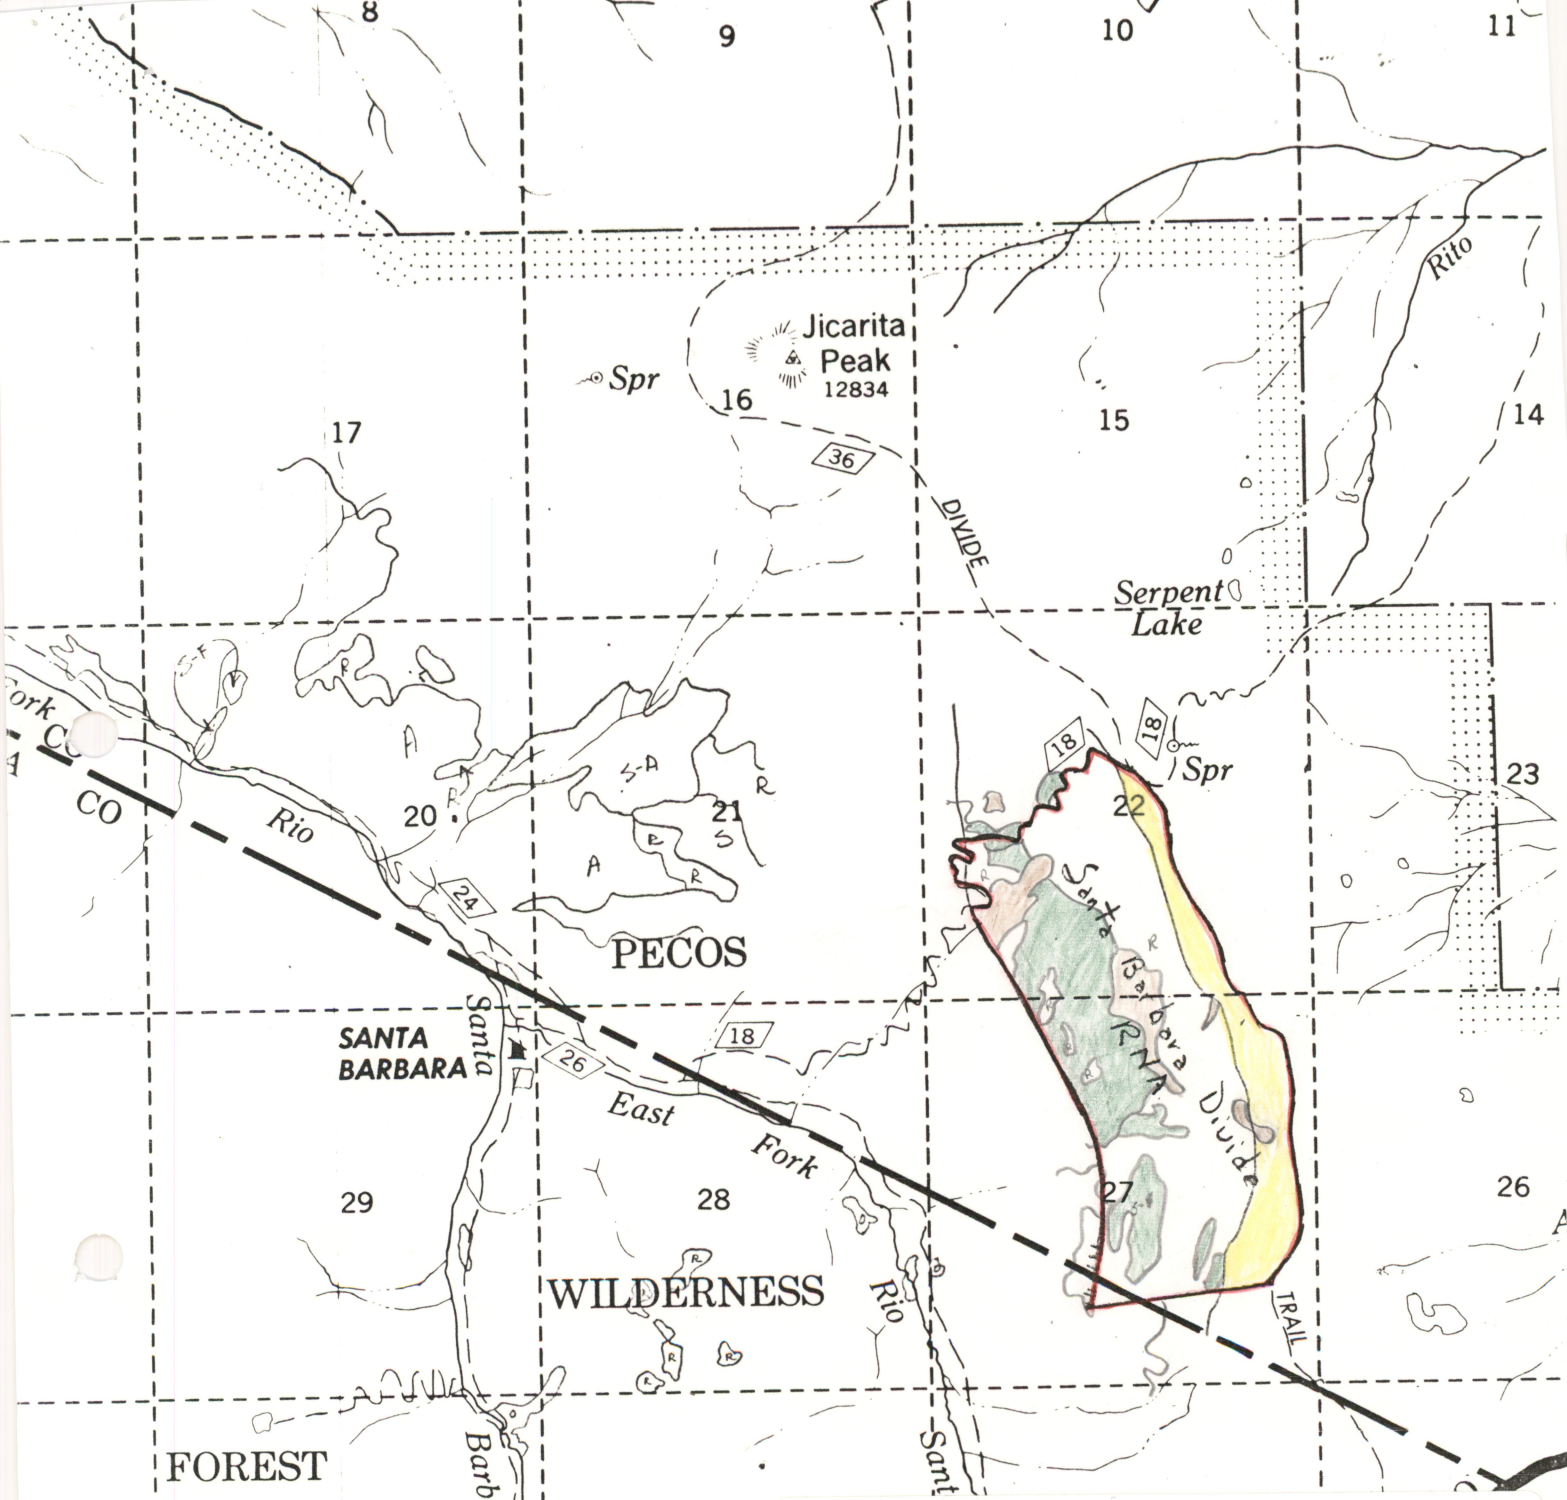 8
9
10
11
Rito
Jicarita
Peak
12834
Spr
16
17
15
14
36
DIVIDE
Serpent
Lake
S-F
R
A
Fork
CO
A
CO
18
18
Spr
22
23
S-A
R
20
21
R
S
A
R
Rio
24
PECOS
Santa
Barbara
RNA
Divide
R
R
SANTA
BARBARA
Santa
26
18
East
Fork
R
29
28
27
26
R
WILDERNESS
Rio
TRAIL
R
R
R
FOREST
Barb
Sant